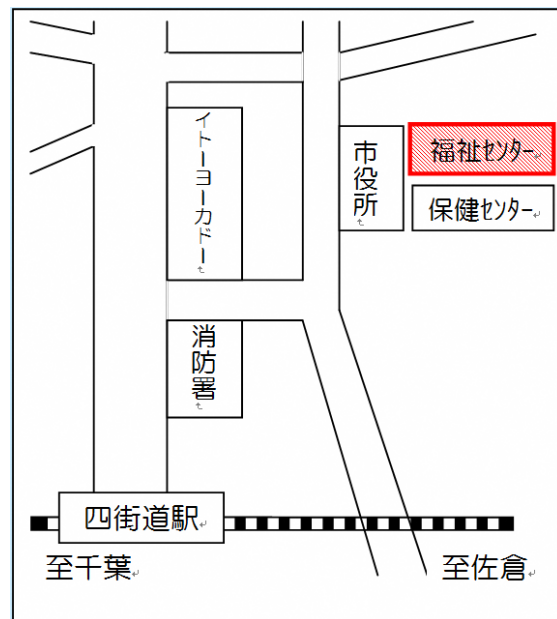 イトーヨーカドー
市役所
福祉センター
保健センター
消防署
四街道駅
至千葉
至佐倉